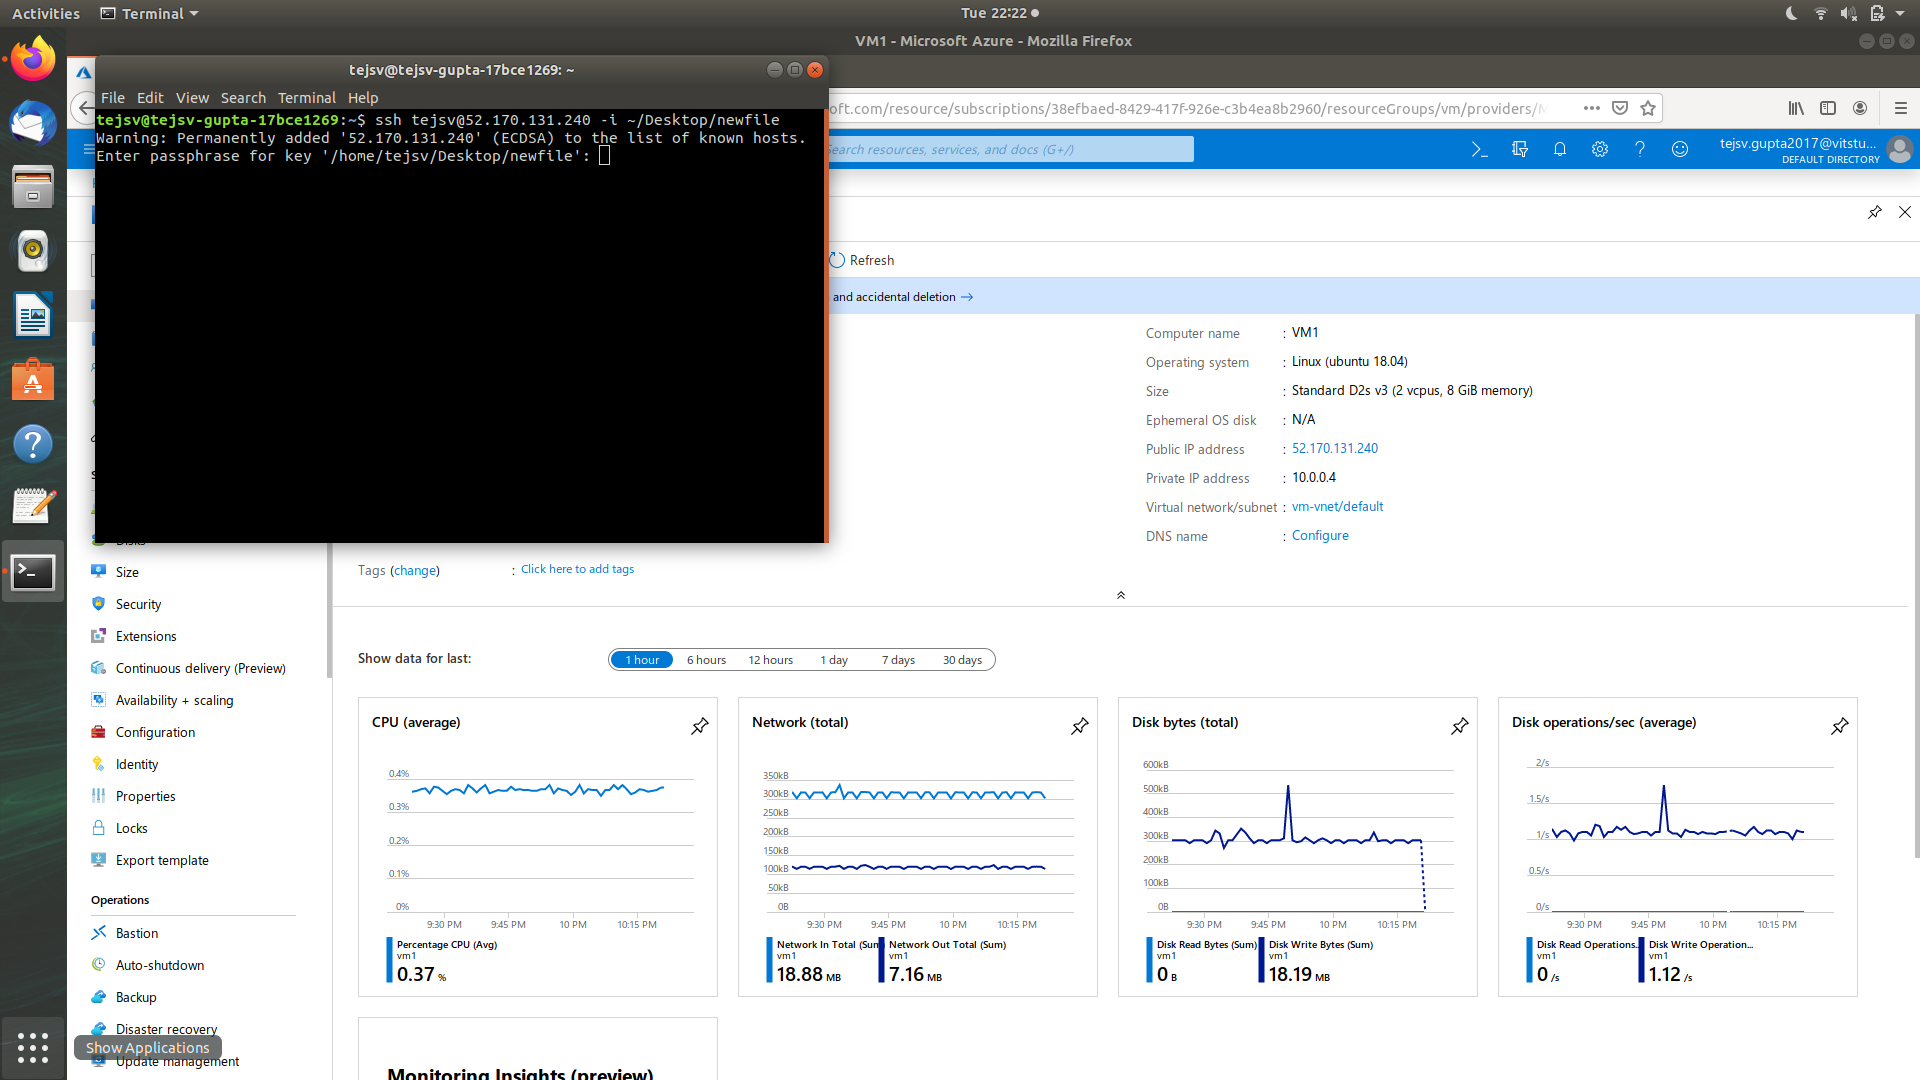 Activities Terminal Tue 22:22
VM1 - Microsoft Azure - Mozilla Firefox
tejsv@tejsv-gupta-17bce1269: ~
File Edit View Search Terminal Help
tejsv@tejsv-gupta-17bce1269:~$ ssh tejsv@52.170.131.240 -i ~/Desktop/newfile
Warning: Permanently added '52.170.131.240' (ECDSA) to the list of known hosts.
Enter passphrase for key '/home/tejsv/Desktop/newfile':
oft.com/resource/subscriptions/38efbaed-8429-417f-926e-c3b4ea8b2960/resourceGroups/vm/providers/
Search resources, services, and docs (G+/)
tejsv.gupta2017@vitstu...
DEFAULT DIRECTORY
Refresh
and accidental deletion →
Computer name : VM1
Operating system : Linux (ubuntu 18.04)
Size : Standard D2s v3 (2 vcpus, 8 GiB memory)
Ephemeral OS disk : N/A
Public IP address : 52.170.131.240
Private IP address : 10.0.0.4
Virtual network/subnet : vm-vnet/default
DNS name : Configure
Tags (change) : Click here to add tags
Disks
Size
Security
Extensions
Continuous delivery (Preview)
Availability + scaling
Configuration
Identity
Properties
Locks
Export template
Operations
Bastion
Auto-shutdown
Backup
Disaster recovery
Show Applications
Update management
Show data for last: 1 hour 6 hours 12 hours 1 day 7 days 30 days
CPU (average)
0.4%
0.3%
0.2%
0.1%
0%
9:30 PM 9:45 PM 10 PM 10:15 PM
Percentage CPU (Avg)
vm1
0.37 %
Network (total)
350kB
300kB
250kB
200kB
150kB
100kB
50kB
0B
9:30 PM 9:45 PM 10 PM 10:15 PM
Network In Total (Sum Network Out Total (Sum)
vm1 vm1
18.88 MB 7.16 MB
Disk bytes (total)
600kB
500kB
400kB
300kB
200kB
100kB
0B
9:30 PM 9:45 PM 10 PM 10:15 PM
Disk Read Bytes (Sum) Disk Write Bytes (Sum)
vm1 vm1
0 B 18.19 MB
Disk operations/sec (average)
2/s
1.5/s
1/s
0.5/s
0/s
9:30 PM 9:45 PM 10 PM 10:15 PM
Disk Read Operations... Disk Write Operation...
vm1 vm1
0 /s 1.12 /s
Monitoring Insights (preview)